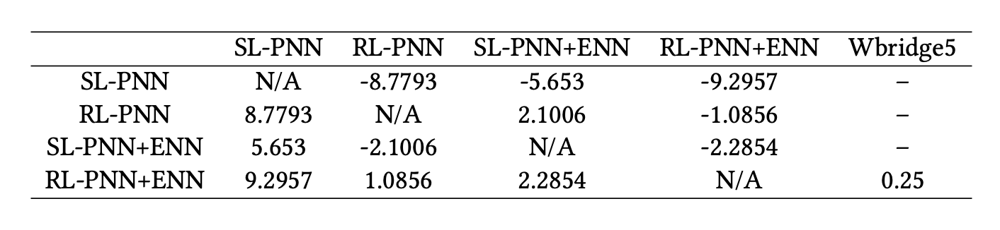 SL-PNN RL-PNN SL-PNN+ENN RL-PNN+ENN Wbridge5
SL-PNN N/A -8.7793 -5.653 -9.2957 –
RL-PNN 8.7793 N/A 2.1006 -1.0856 –
SL-PNN+ENN 5.653 -2.1006 N/A -2.2854 –
RL-PNN+ENN 9.2957 1.0856 2.2854 N/A 0.25